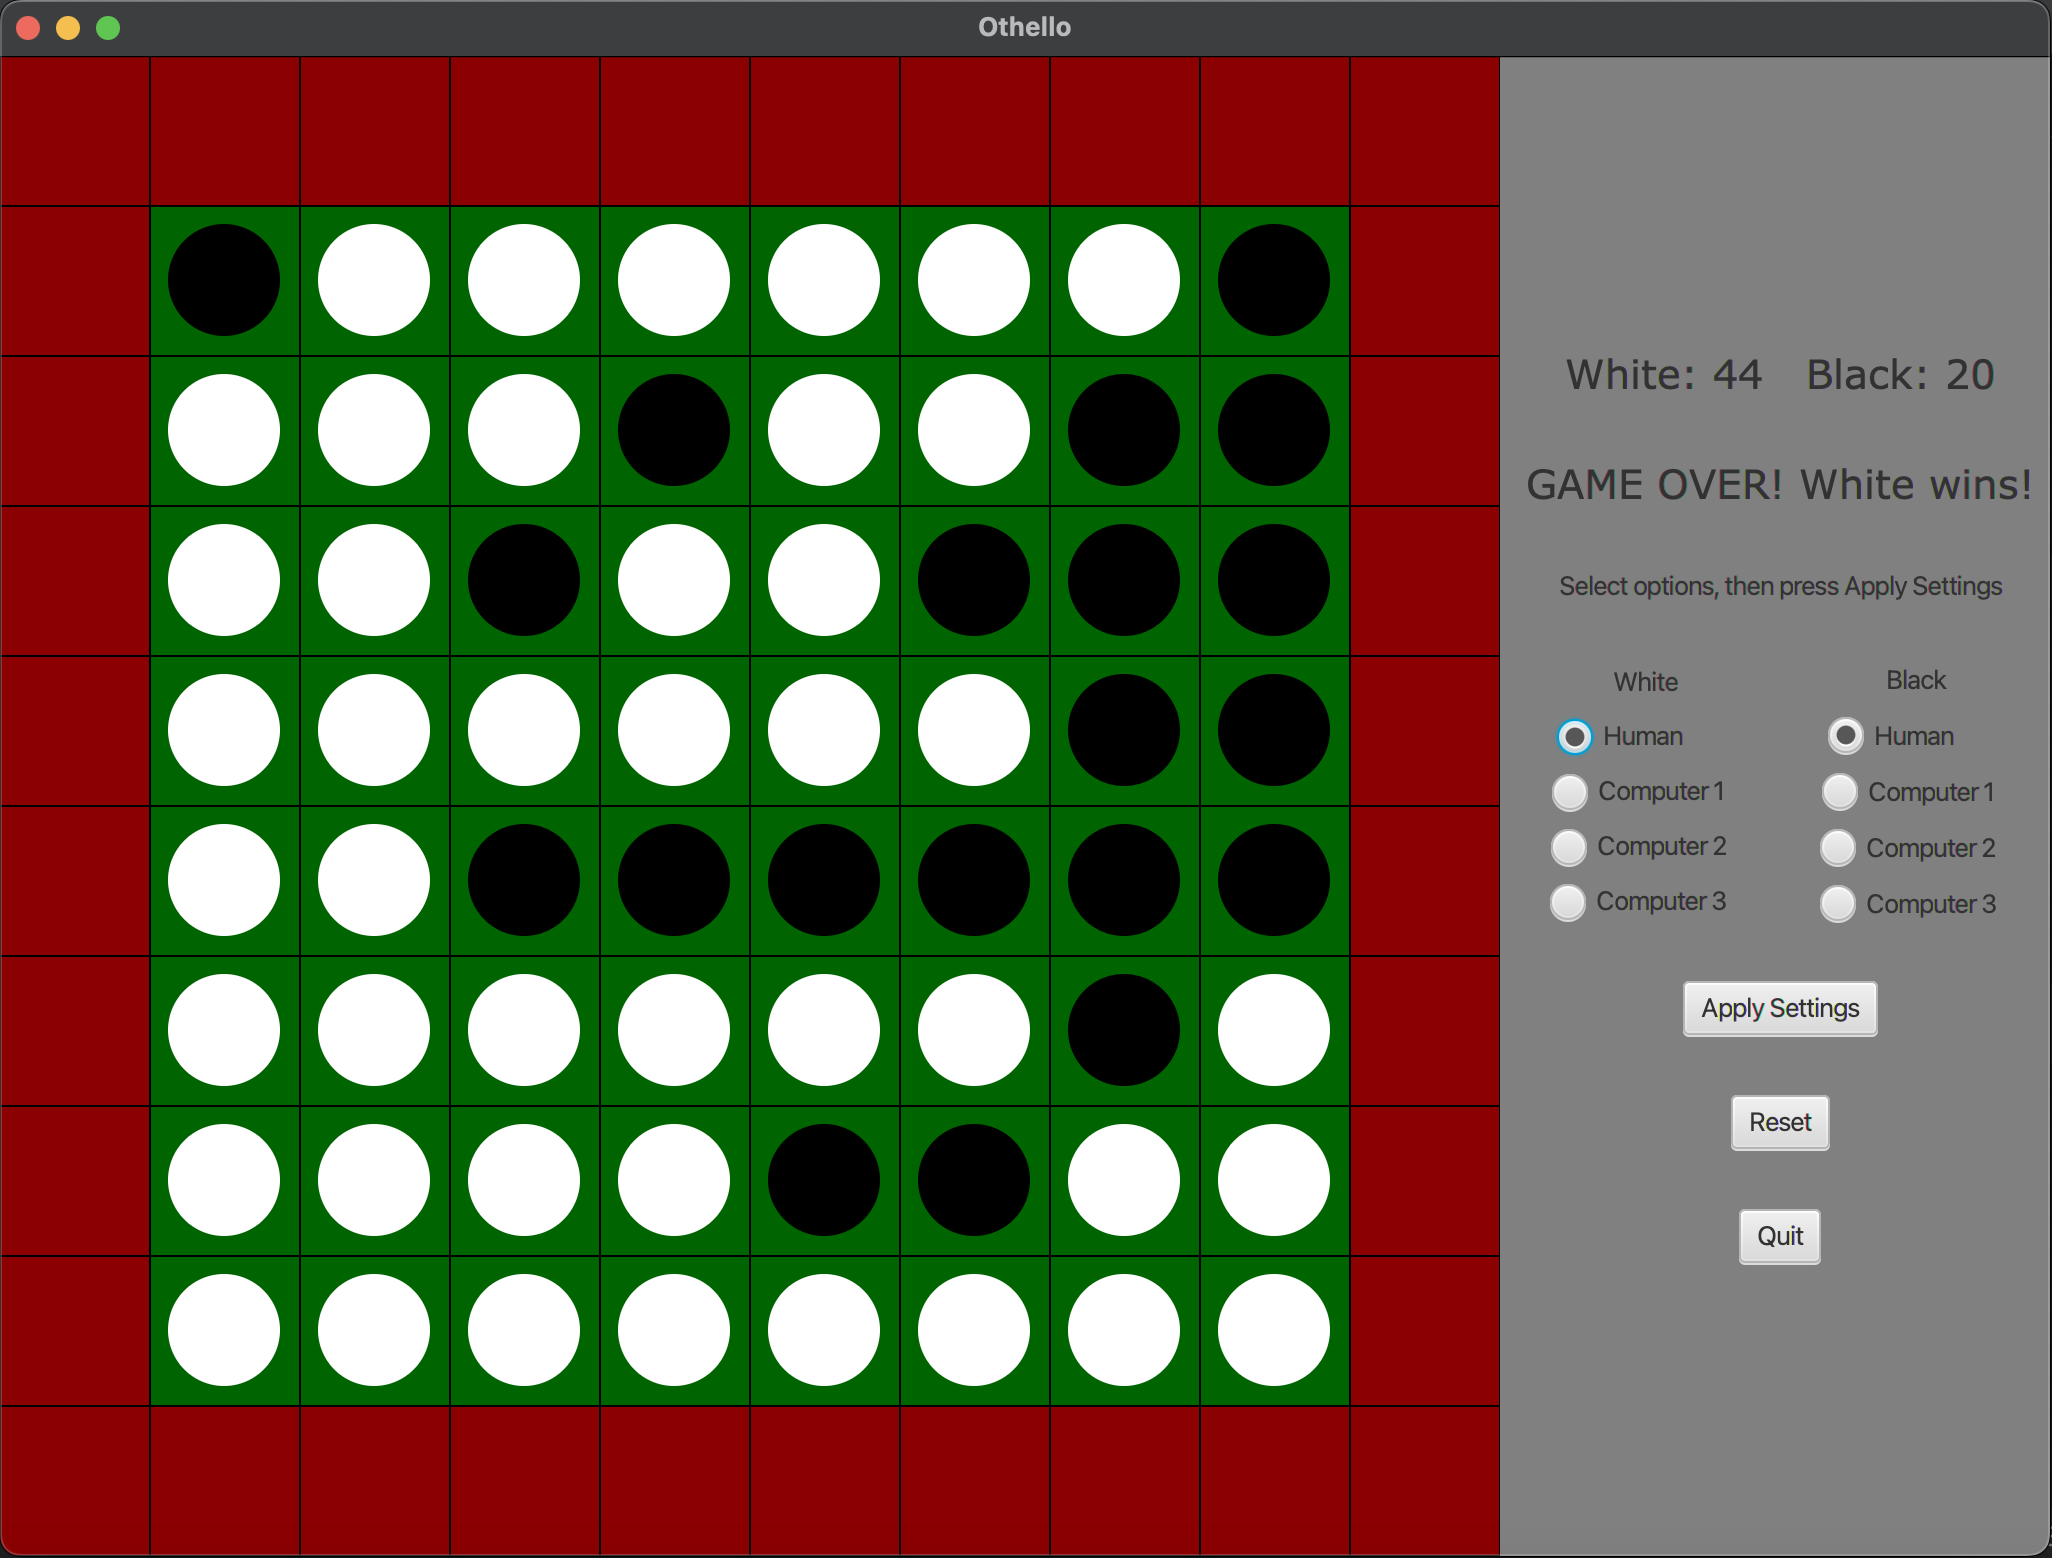 Othello
White: 44 Black: 20
GAME OVER! White wins!
Select options, then press Apply Settings
White Black
Human Human
Computer 1 Computer 1
Computer 2 Computer 2
Computer 3 Computer 3
Apply Settings
Reset
Quit